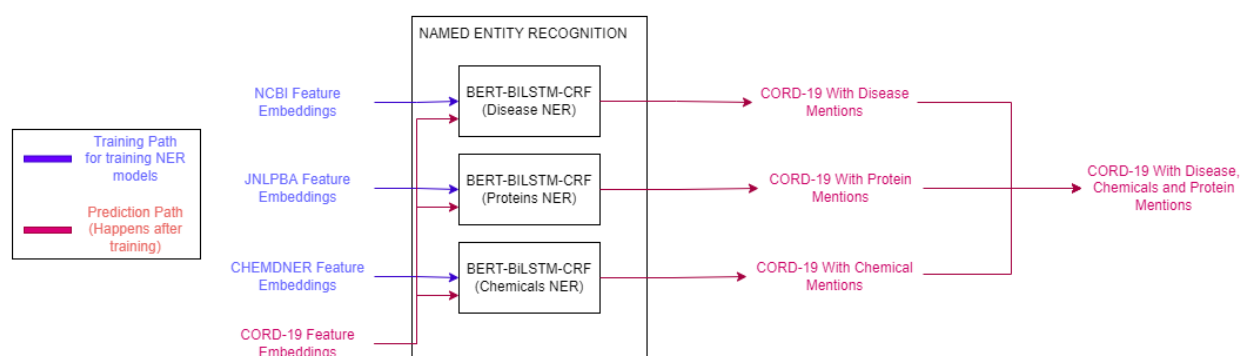 NAMED ENTITY RECOGNITION
NCBI Feature
Embeddings
BERT-BILSTM-CRF
(Disease NER)
CORD-19 With Disease
Mentions
Training Path
for training NER
models
Prediction Path
(Happens after
training)
JNLPBA Feature
Embeddings
BERT-BILSTM-CRF
(Proteins NER)
CORD-19 With Protein
Mentions
CORD-19 With Disease,
Chemicals and Protein
Mentions
CHEMDNER Feature
Embeddings
BERT-BiLSTM-CRF
(Chemicals NER)
CORD-19 With Chemical
Mentions
CORD-19 Feature
Embeddings